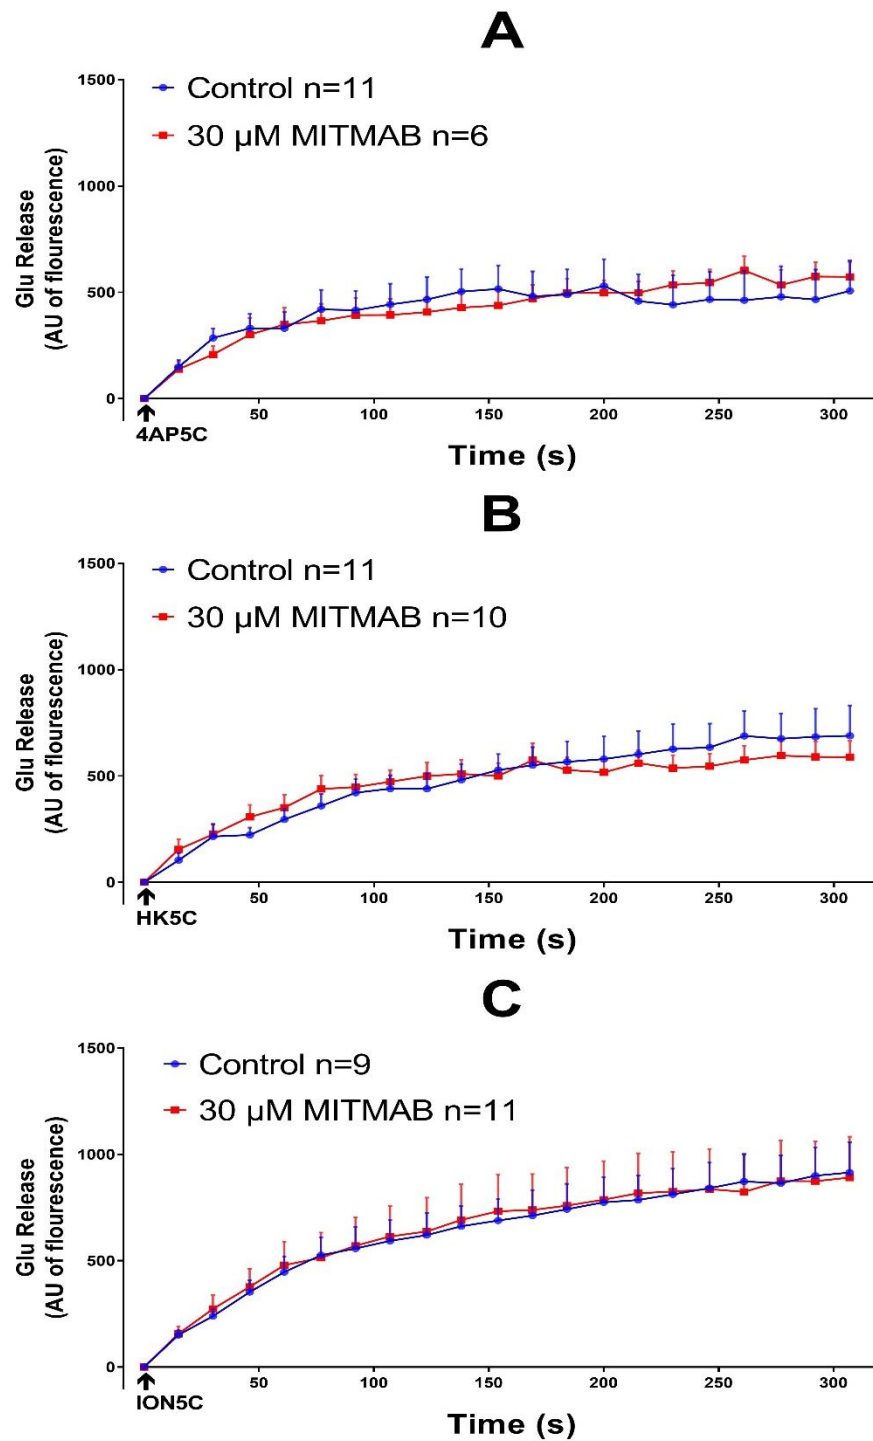 A
1500
1000
500
0
Glu Release
(AU of flourescence)
Control n=11
30 µM MITMAB n=6
50
100
150
200
250
300
4AP5C
Time (s)
B
1500
1000
500
0
Glu Release
(AU of flourescence)
Control n=11
30 µM MITMAB n=10
50
100
150
200
250
300
HK5C
Time (s)
C
1500
1000
500
0
Glu Release
(AU of flourescence)
Control n=9
30 µM MITMAB n=11
50
100
150
200
250
300
ION5C
Time (s)